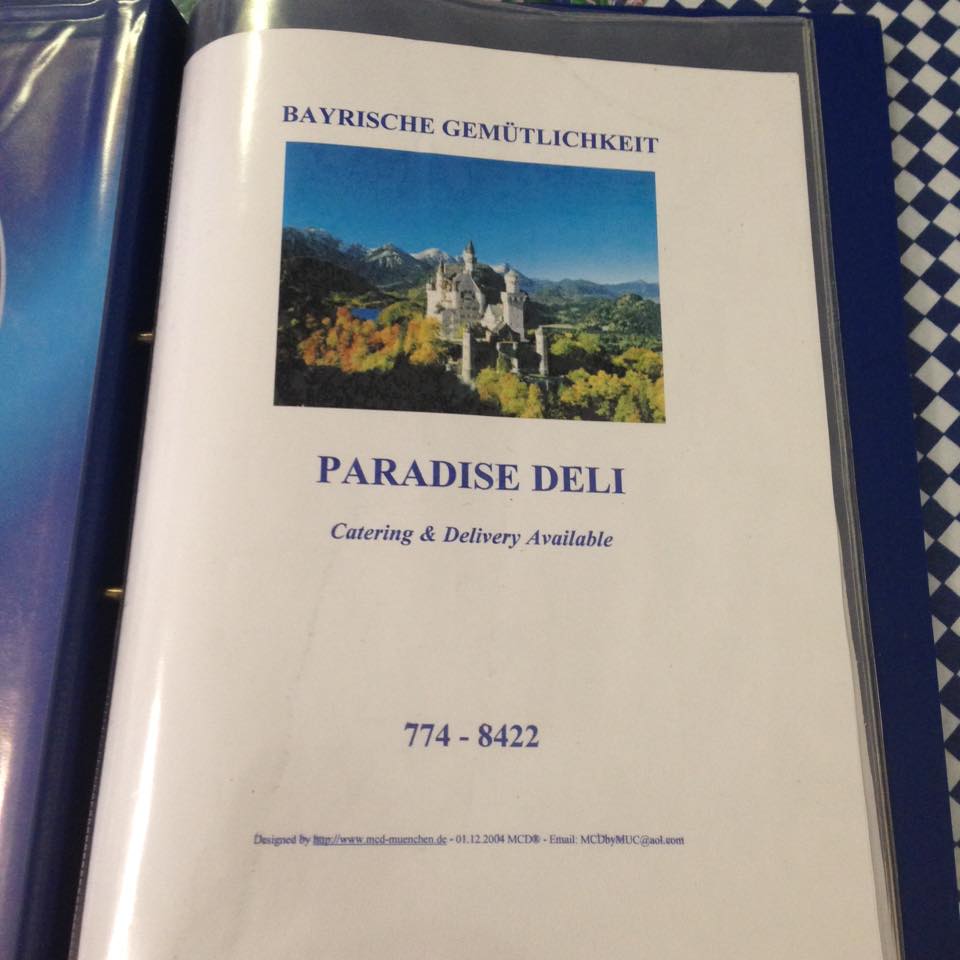 BAYRISCHE GEMÜTLICHKEIT
PARADISE DELI
Catering & Delivery Available
774 - 8422
Designed by http://www.mcd-muenchen.de - 01.12.2004 MCD® - Email: MCDbyMUC@aol.com